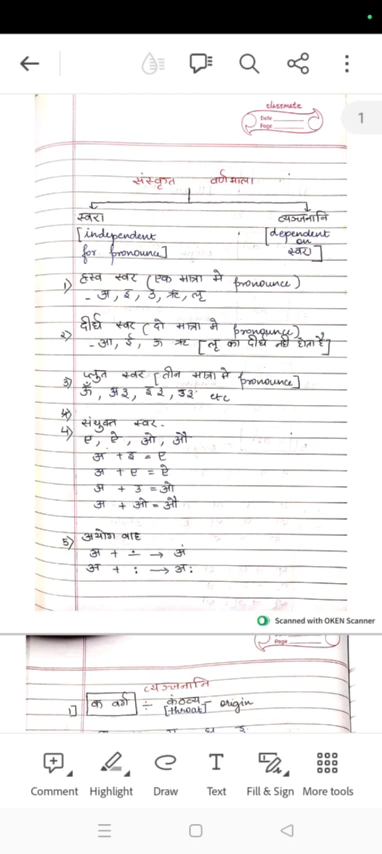 1
classmate
Date
Page
संस्कृत वर्णमाला
स्वरा व्यञ्जनानि
[independent for pronounce] [dependent on स्वरा]
1) ह्रस्व स्वर (एक मात्रा मे pronounce)
- अ, इ, उ, ऋ, लृ
2) दीर्घ स्वर (दो मात्रा मे pronounce)
- आ, ई, ऊ, ऋ [लृ का दीर्घ नही होता है]
3) प्लुत स्वर [तीन मात्रा मे pronounce]
ॐ, अ३, इ३, उ३ etc
4) संयुक्त स्वर -
ए, ऐ, ओ, औ
अ + इ = ए
अ + ए = ऐ
अ + उ = ओ
अ + ओ = औ
5) अयोग वाह
अ + ∸ → अं
अ + : → अ:
Scanned with OKEN Scanner
Page
व्यञ्जनानि
1] क वर्ग ÷ कंठव्य [throat] origin
Comment Highlight Draw Text Fill & Sign More tools